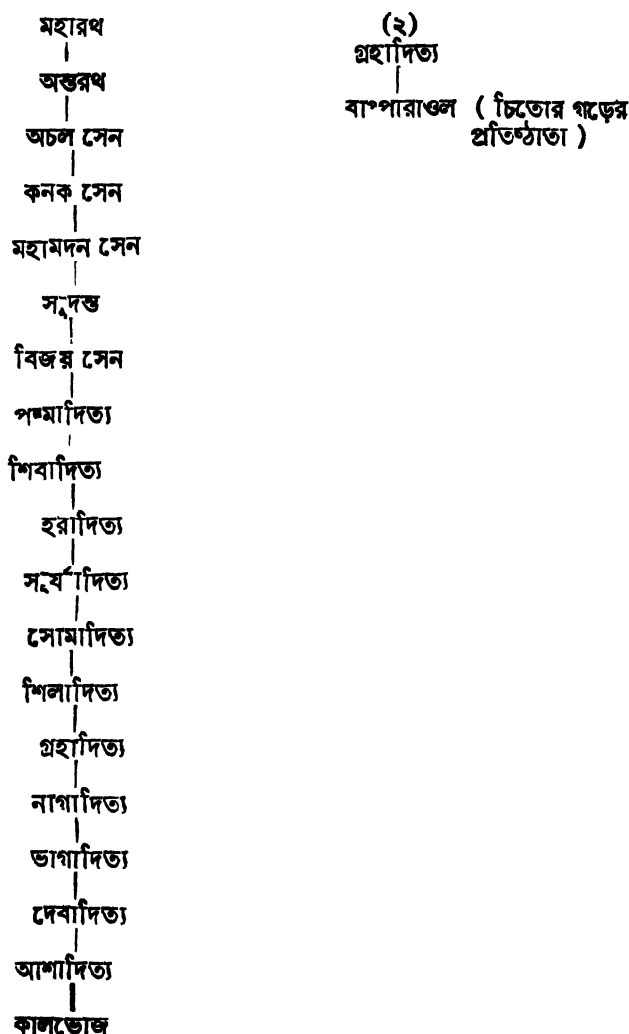 মহারথ
অন্তরথ
অচল সেন
কনক সেন
মহামদন সেন
সুদন্ত
বিজয় সেন
পদ্মাদিত্য
শিবাদিত্য
হরাদিত্য
সূর্যাদিত্য
সোমাদিত্য
শিলাদিত্য
গ্রহাদিত্য
নাগাদিত্য
ভাগাদিত্য
দেবাদিত্য
আশাদিত্য
কালভোজ
(২)
গ্রহাদিত্য
বাপ্পারাওল ( চিতোর গড়ের
প্রতিষ্ঠাতা )